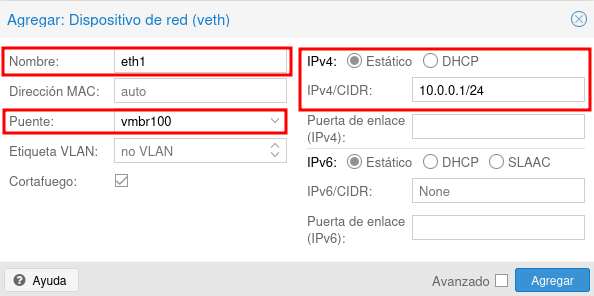 Agregar: Dispositivo de red (veth)
Nombre: eth1
Dirección MAC: auto
Puente: vmbr100
Etiqueta VLAN: no VLAN
Cortafuego:
IPv4: Estático DHCP
IPv4/CIDR: 10.0.0.1/24
Puerta de enlace
(IPv4):
IPv6: Estático DHCP SLAAC
IPv6/CIDR: None
Puerta de enlace
(IPv6):
Ayuda
Avanzado
Agregar